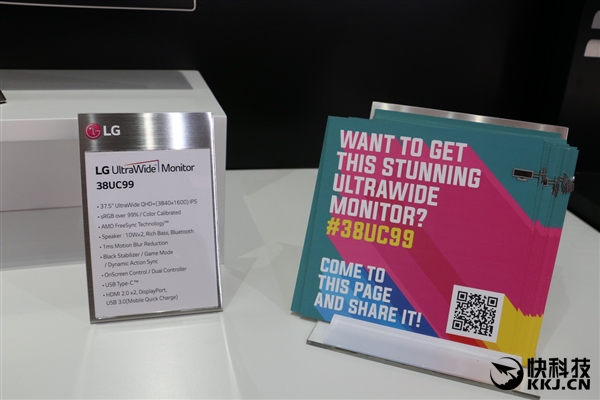 LG
LG UltraWide™ Monitor
38UC99
• 37.5" UltraWide QHD+(3840x1600) IPS
• sRGB over 99% / Color Calibrated
• AMD FreeSync Technology™
• Speaker : 10Wx2, Rich Bass, Bluetooth
• 1ms Motion Blur Reduction
• Black Stabilizer / Game Mode
/ Dynamic Action Sync
• OnScreen Control / Dual Controller
• USB Type-C™
• HDMI 2.0 x2, DisplayPort,
USB 3.0(Mobile Quick Charge)
WANT TO GET
THIS STUNNING
ULTRAWIDE
MONITOR?
#38UC99
COME TO
THIS PAGE
AND SHARE IT!
快科技
KKJ.CN